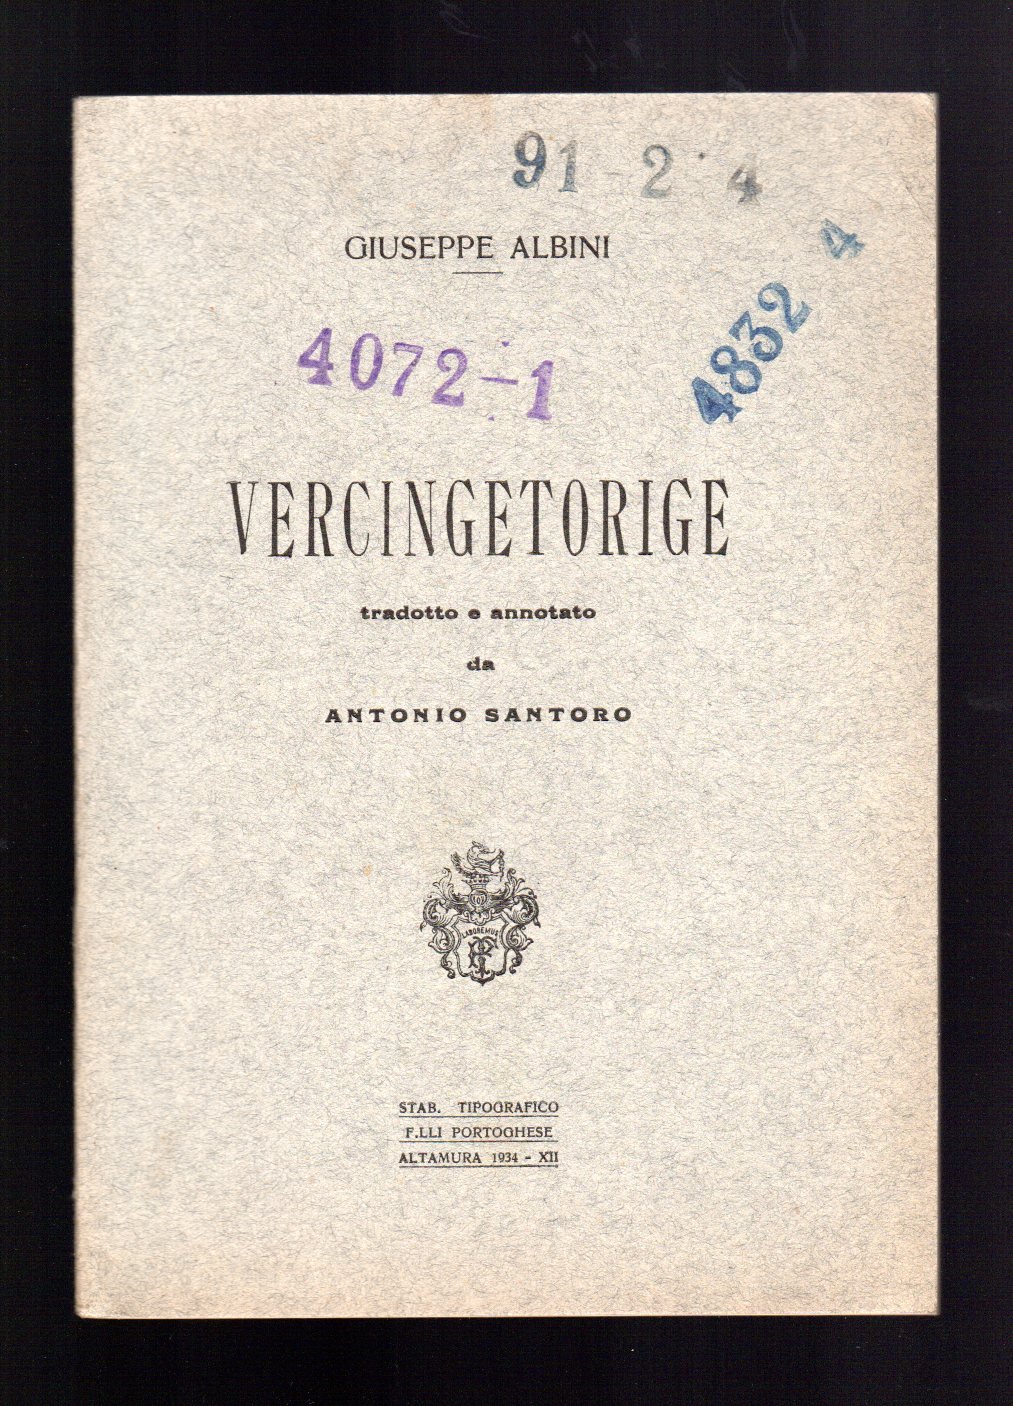 91 2 4
GIUSEPPE ALBINI
4
4832
4072-1
VERCINGETORIGE
tradotto e annotato
da
ANTONIO SANTORO
LABOREMUS
STAB. TIPOGRAFICO
F.LLI PORTOGHESE
ALTAMURA 1934 - XII